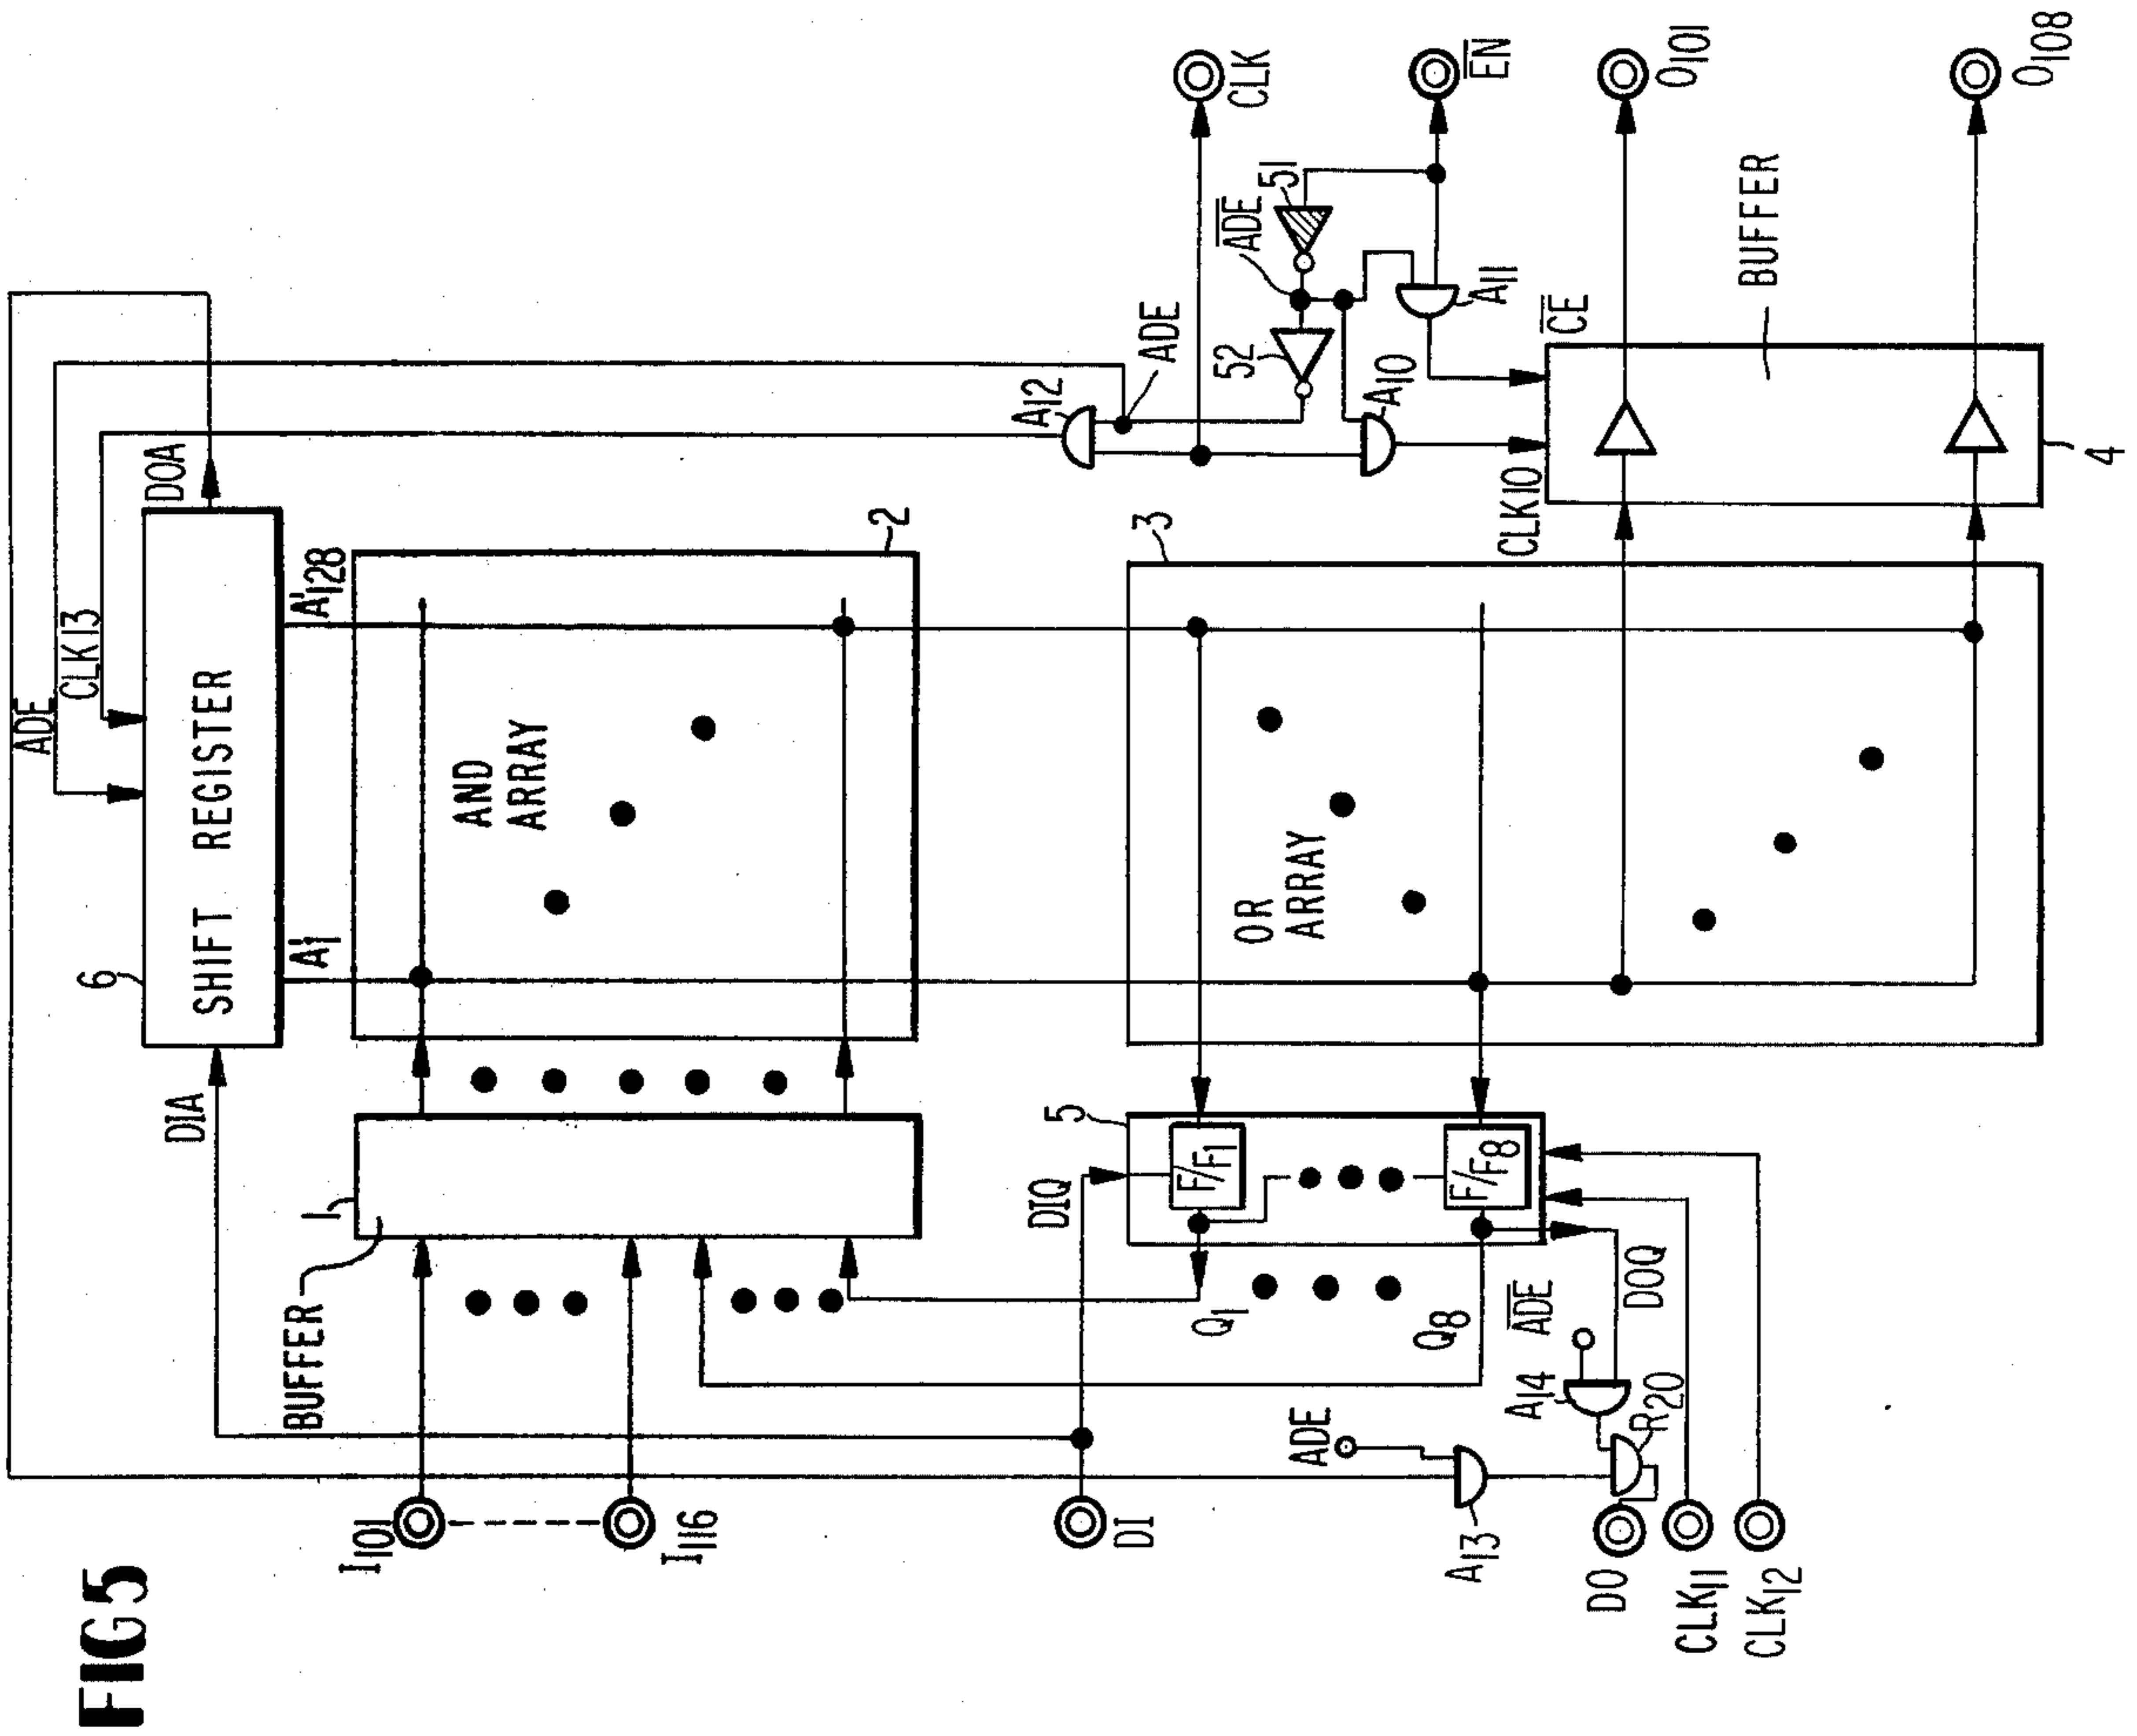 FIG 5
ADE
CLK13
DOA
6
SHIFT REGISTER
DIA
A'1
A'128
2
AND
ARRAY
1
BUFFER
I101
I116
A12
ADE
CLK
ADE
51
52
EN
A10
A11
3
OR
ARRAY
CLK10
CE
BUFFER
4
O101
O108
5
DIQ
F/F1
F/F8
Q1
Q8
DOQ
ADE
A14
R20
ADE
A13
DI
DO
CLK11
CLK12